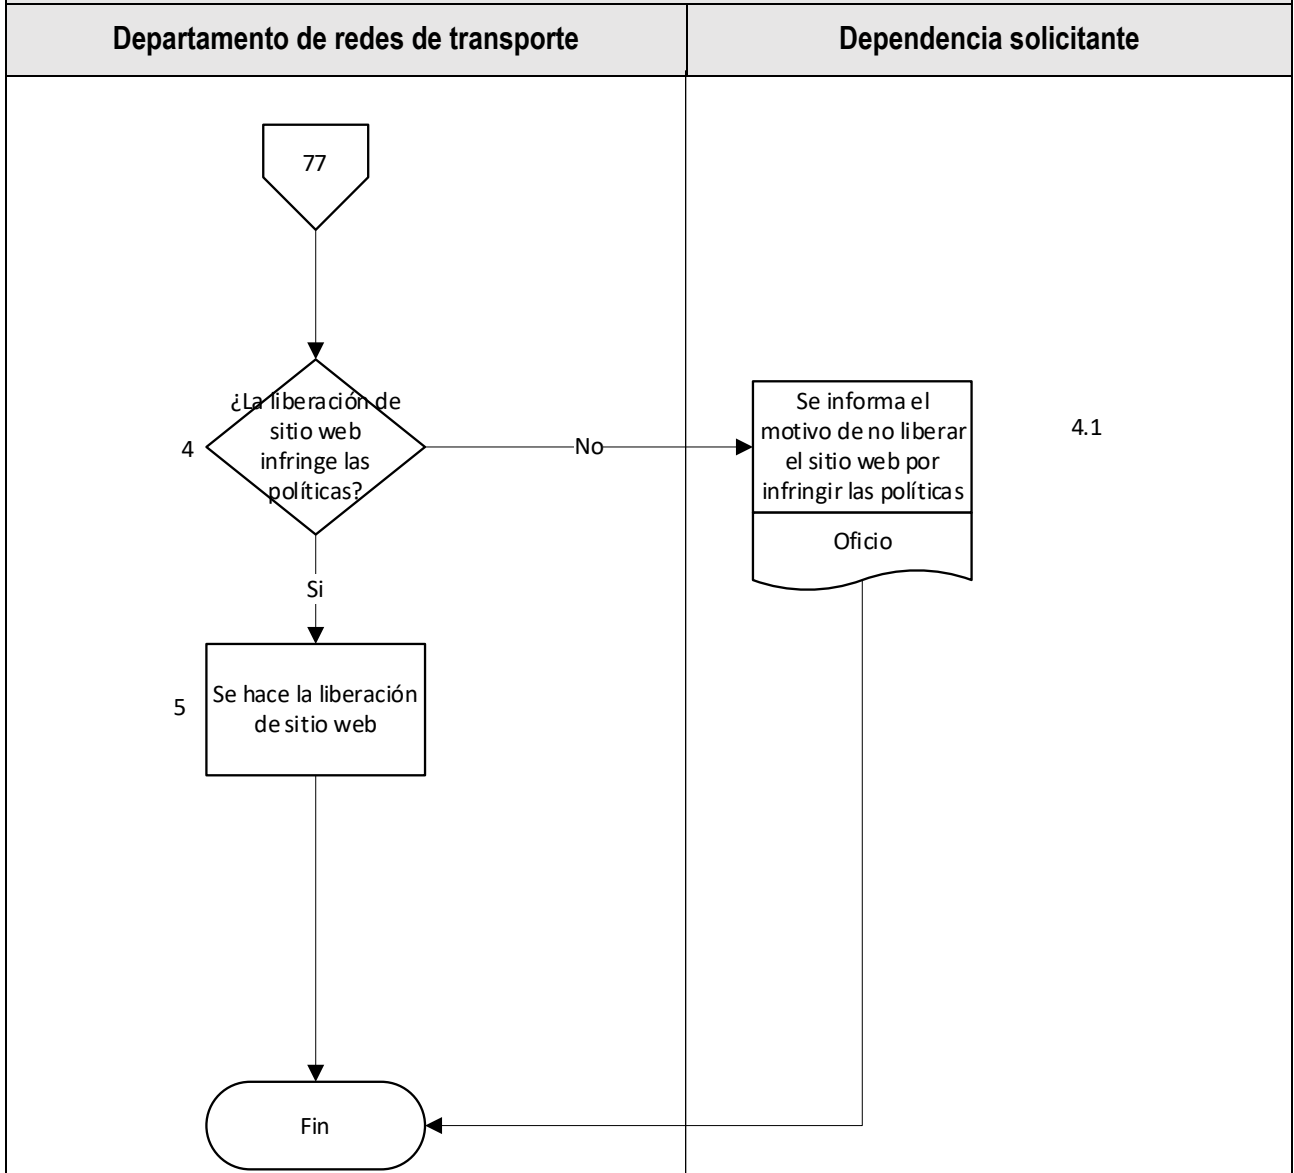 Departamento de redes de transporte
Dependencia solicitante
77
¿La liberación de
sitio web
infringe las
políticas?
4
No
Se informa el
motivo de no liberar
el sitio web por
infringir las políticas
Oficio
4.1
Si
5
Se hace la liberación
de sitio web
Fin